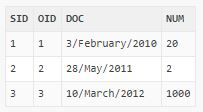 SID OID DOC NUM
1 1 3/February/2010 20
2 2 28/May/2011 2
3 3 10/March/2012 1000